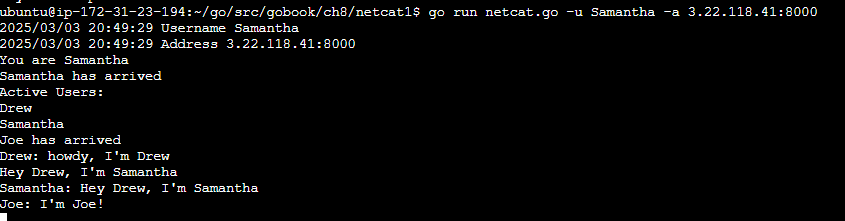 ubuntu@ip-172-31-23-194:~/go/src/gobook/ch8/netcat1$ go run netcat.go -u Samantha -a 3.22.118.41:8000
2025/03/03 20:49:29 Username Samantha
2025/03/03 20:49:29 Address 3.22.118.41:8000
You are Samantha
Samantha has arrived
Active Users:
Drew
Samantha
Joe has arrived
Drew: howdy, I'm Drew
Hey Drew, I'm Samantha
Samantha: Hey Drew, I'm Samantha
Joe: I'm Joe!